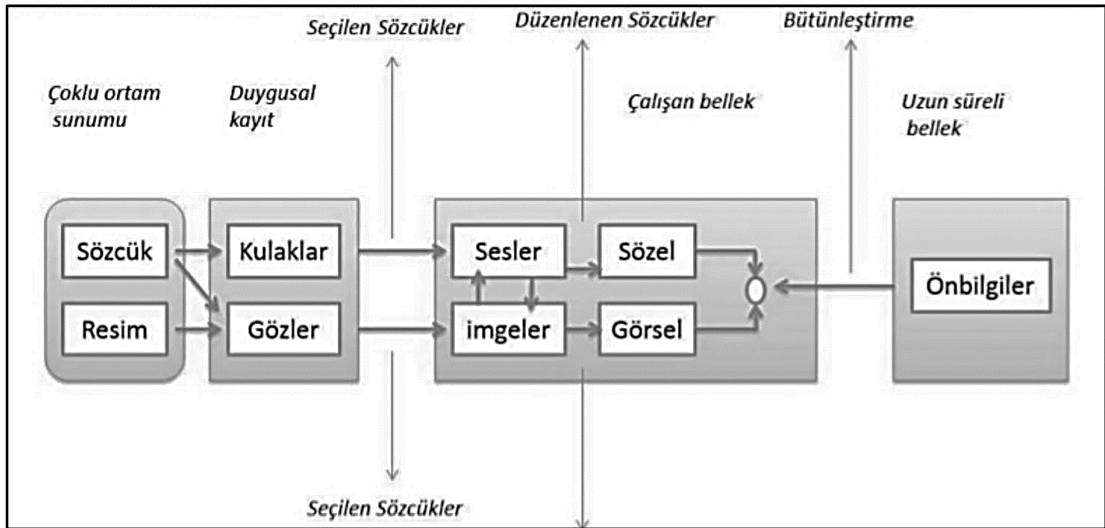 Seçilen Sözcükler
Düzenlenen Sözcükler
Bütünleştirme
Çoklu ortam
sunumu
Duygusal
kayıt
Çalışan bellek
Uzun süreli
bellek
Sözcük
Kulaklar
Sesler
Sözel
Önbilgiler
Resim
Gözler
imgeler
Görsel
Seçilen Sözcükler